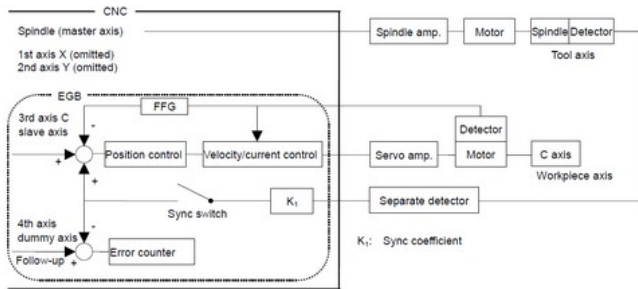 CNC
Spindle (master axis)
Spindle amp.
Motor
Spindle Detector
Tool axis
1st axis X (omitted)
2nd axis Y (omitted)
EGB
FFG
3rd axis C
slave axis
-
+
+
Position control
Velocity/current control
Servo amp.
Detector
Motor
C axis
Workpiece axis
Sync switch
K₁
Separate detector
K₁: Sync coefficient
4th axis
dummy axis
-
Follow-up
+
Error counter